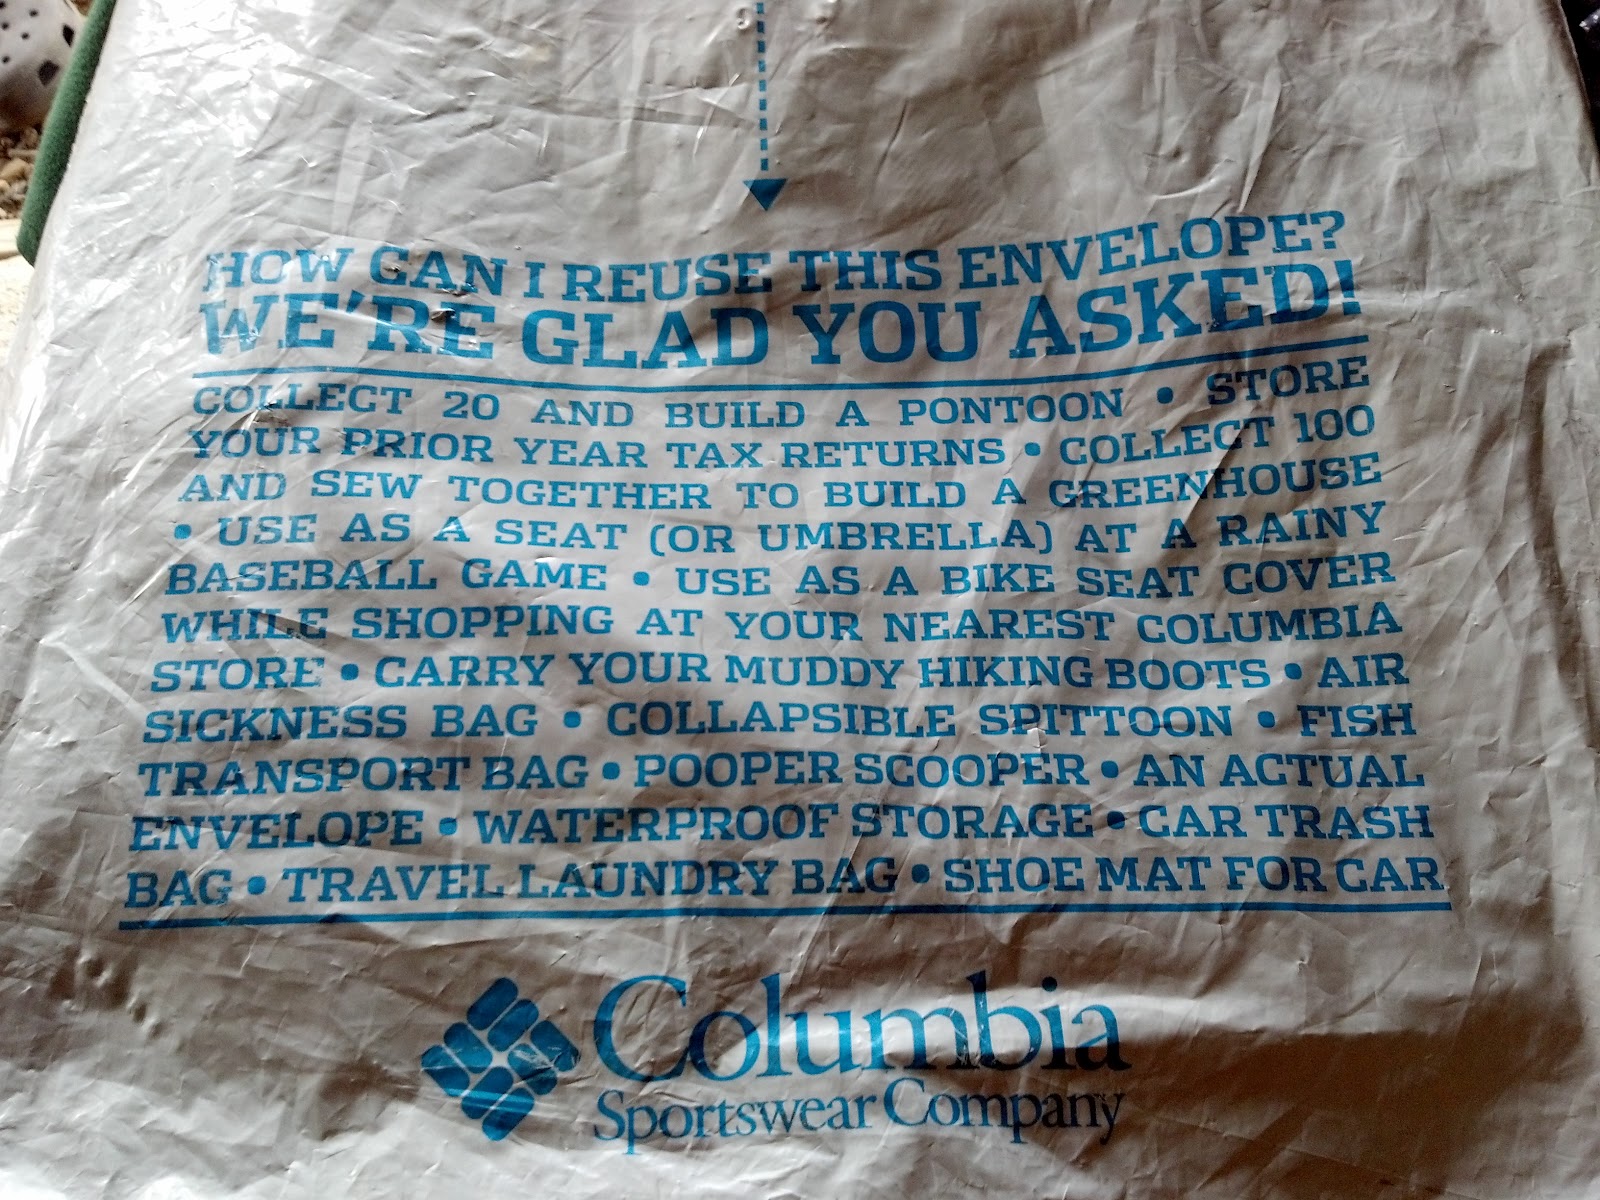 HOW CAN I REUSE THIS ENVELOPE?
WE'RE GLAD YOU ASKED!
COLLECT 20 AND BUILD A PONTOON • STORE
YOUR PRIOR YEAR TAX RETURNS • COLLECT 100
AND SEW TOGETHER TO BUILD A GREENHOUSE
• USE AS A SEAT (OR UMBRELLA) AT A RAINY
BASEBALL GAME • USE AS A BIKE SEAT COVER
WHILE SHOPPING AT YOUR NEAREST COLUMBIA
STORE • CARRY YOUR MUDDY HIKING BOOTS • AIR
SICKNESS BAG • COLLAPSIBLE SPITTOON • FISH
TRANSPORT BAG • POOPER SCOOPER • AN ACTUAL
ENVELOPE • WATERPROOF STORAGE • CAR TRASH
BAG • TRAVEL LAUNDRY BAG • SHOE MAT FOR CAR
Columbia
Sportswear Company